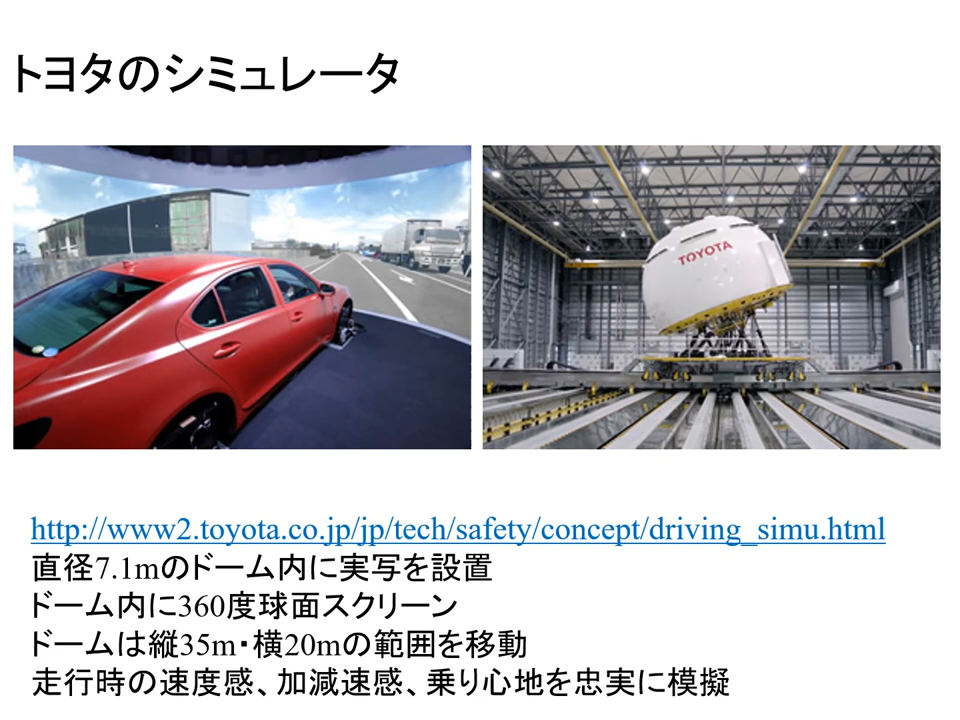 トヨタのシミュレータ
TOYOTA
http://www2.toyota.co.jp/jp/tech/safety/concept/driving_simu.html
直径7.1mのドーム内に実写を設置
ドーム内に360度球面スクリーン
ドームは縦35m・横20mの範囲を移動
走行時の速度感、加減速感、乗り心地を忠実に模擬